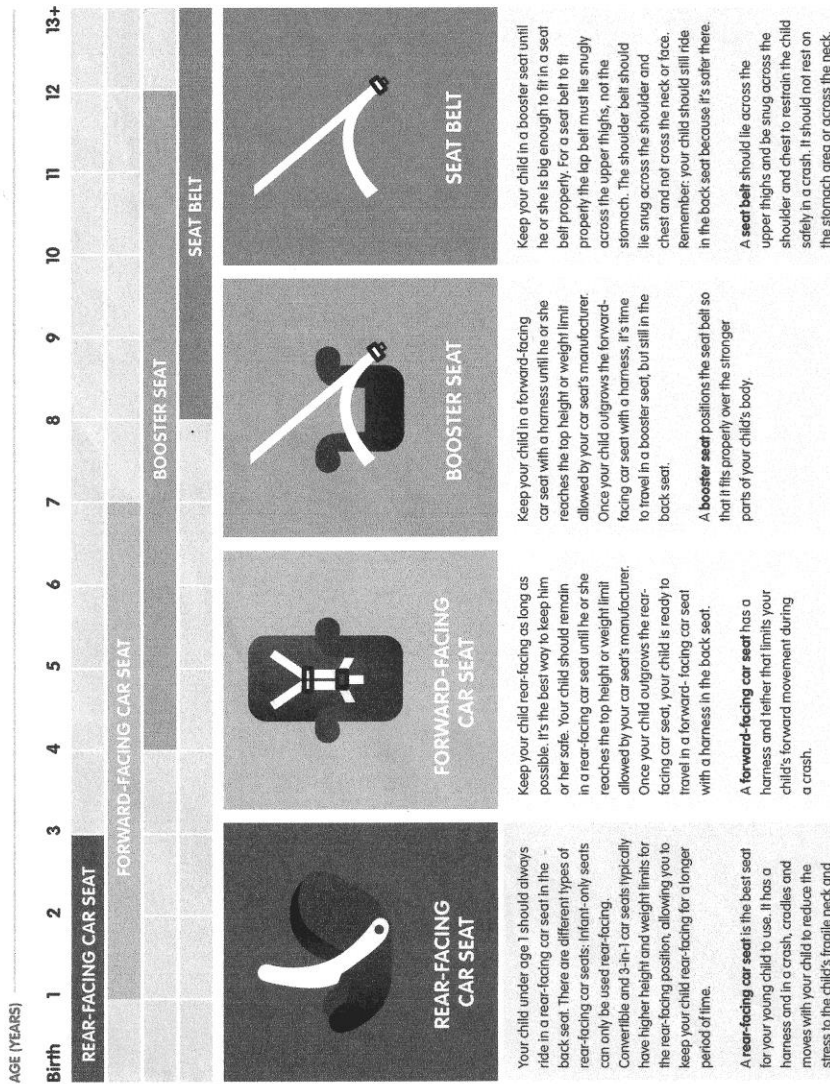 AGE (YEARS)
Birth 1 2 3 4 5 6 7 8 9 10 11 12 13+
REAR-FACING CAR SEAT
FORWARD-FACING CAR SEAT
BOOSTER SEAT
SEAT BELT
REAR-FACING
CAR SEAT
Your child under age 1 should always
ride in a rear-facing car seat in the -
back seat. There are different types of
rear-facing car seats: Infant-only seats
can only be used rear-facing.
Convertible and 3-in-1 car seats typically
have higher height and weight limits for
the rear-facing position, allowing you to
keep your child rear-facing for a longer
period of time.
A rear-facing car seat is the best seat
for your young child to use. It has a
harness and in a crash, cradles and
moves with your child to reduce the
stress to the child's fragile neck and
FORWARD-FACING
CAR SEAT
Keep your child rear-facing as long as
possible. It's the best way to keep him
or her safe. Your child should remain
in a rear-facing car seat until he or she
reaches the top height or weight limit
allowed by your car seat's manufacturer.
Once your child outgrows the rear-
facing car seat, your child is ready to
travel in a forward- facing car seat
with a harness in the back seat.
A forward-facing car seat has a
harness and tether that limits your
child's forward movement during
a crash.
BOOSTER SEAT
Keep your child in a forward-facing
car seat with a harness until he or she
reaches the top height or weight limit
allowed by your car seat's manufacturer.
Once your child outgrows the forward-
facing car seat with a harness, it's time
to travel in a booster seat, but still in the
back seat.
A booster seat positions the seat belt so
that it fits properly over the stronger
parts of your child's body.
SEAT BELT
Keep your child in a booster seat until
he or she is big enough to fit in a seat
belt properly. For a seat belt to fit
properly the lap belt must lie snugly
across the upper thighs, not the
stomach. The shoulder belt should
lie snug across the shoulder and
chest and not cross the neck or face.
Remember: your child should still ride
in the back seat because it's safer there.
A seat belt should lie across the
upper thighs and be snug across the
shoulder and chest to restrain the child
safely in a crash. It should not rest on
the stomach area or across the neck.